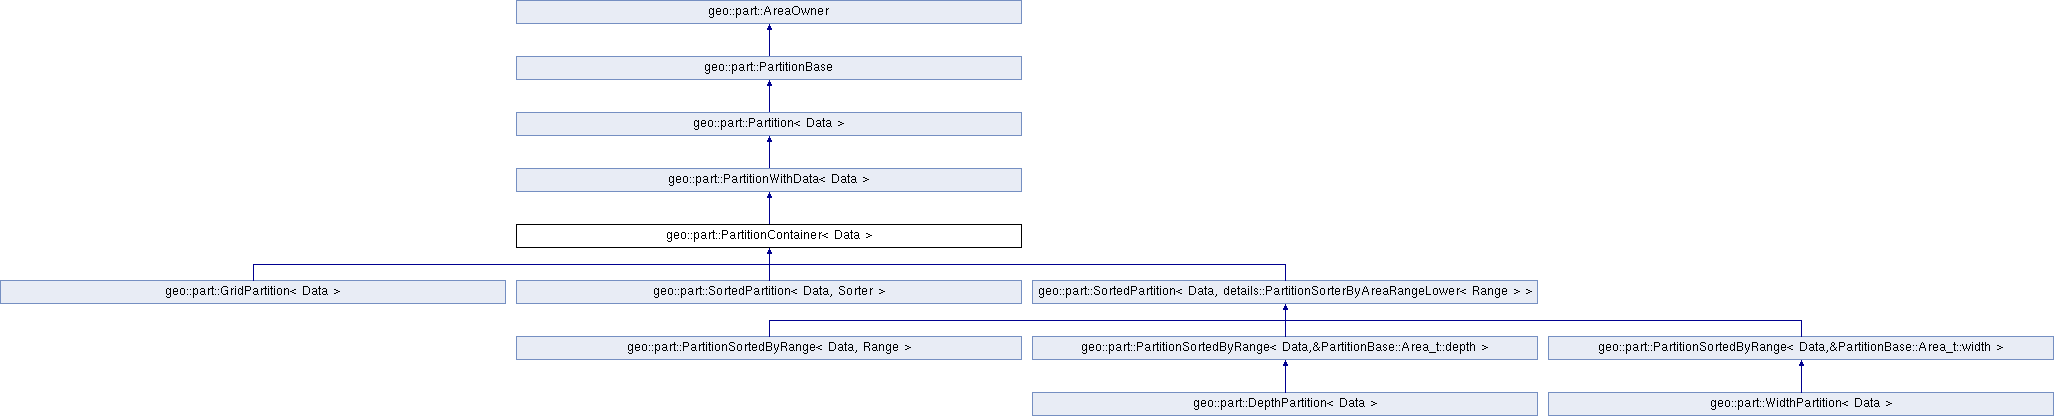 geo::part::AreaOwner
geo::part::PartitionBase
geo::part::Partition< Data >
geo::part::PartitionWithData< Data >
geo::part::PartitionContainer< Data >
geo::part::GridPartition< Data >
geo::part::SortedPartition< Data, Sorter >
geo::part::SortedPartition< Data, details::PartitionSorterByAreaRangeLower< Range > >
geo::part::PartitionSortedByRange< Data, Range >
geo::part::PartitionSortedByRange< Data,&PartitionBase::Area_t::depth >
geo::part::PartitionSortedByRange< Data,&PartitionBase::Area_t::width >
geo::part::DepthPartition< Data >
geo::part::WidthPartition< Data >